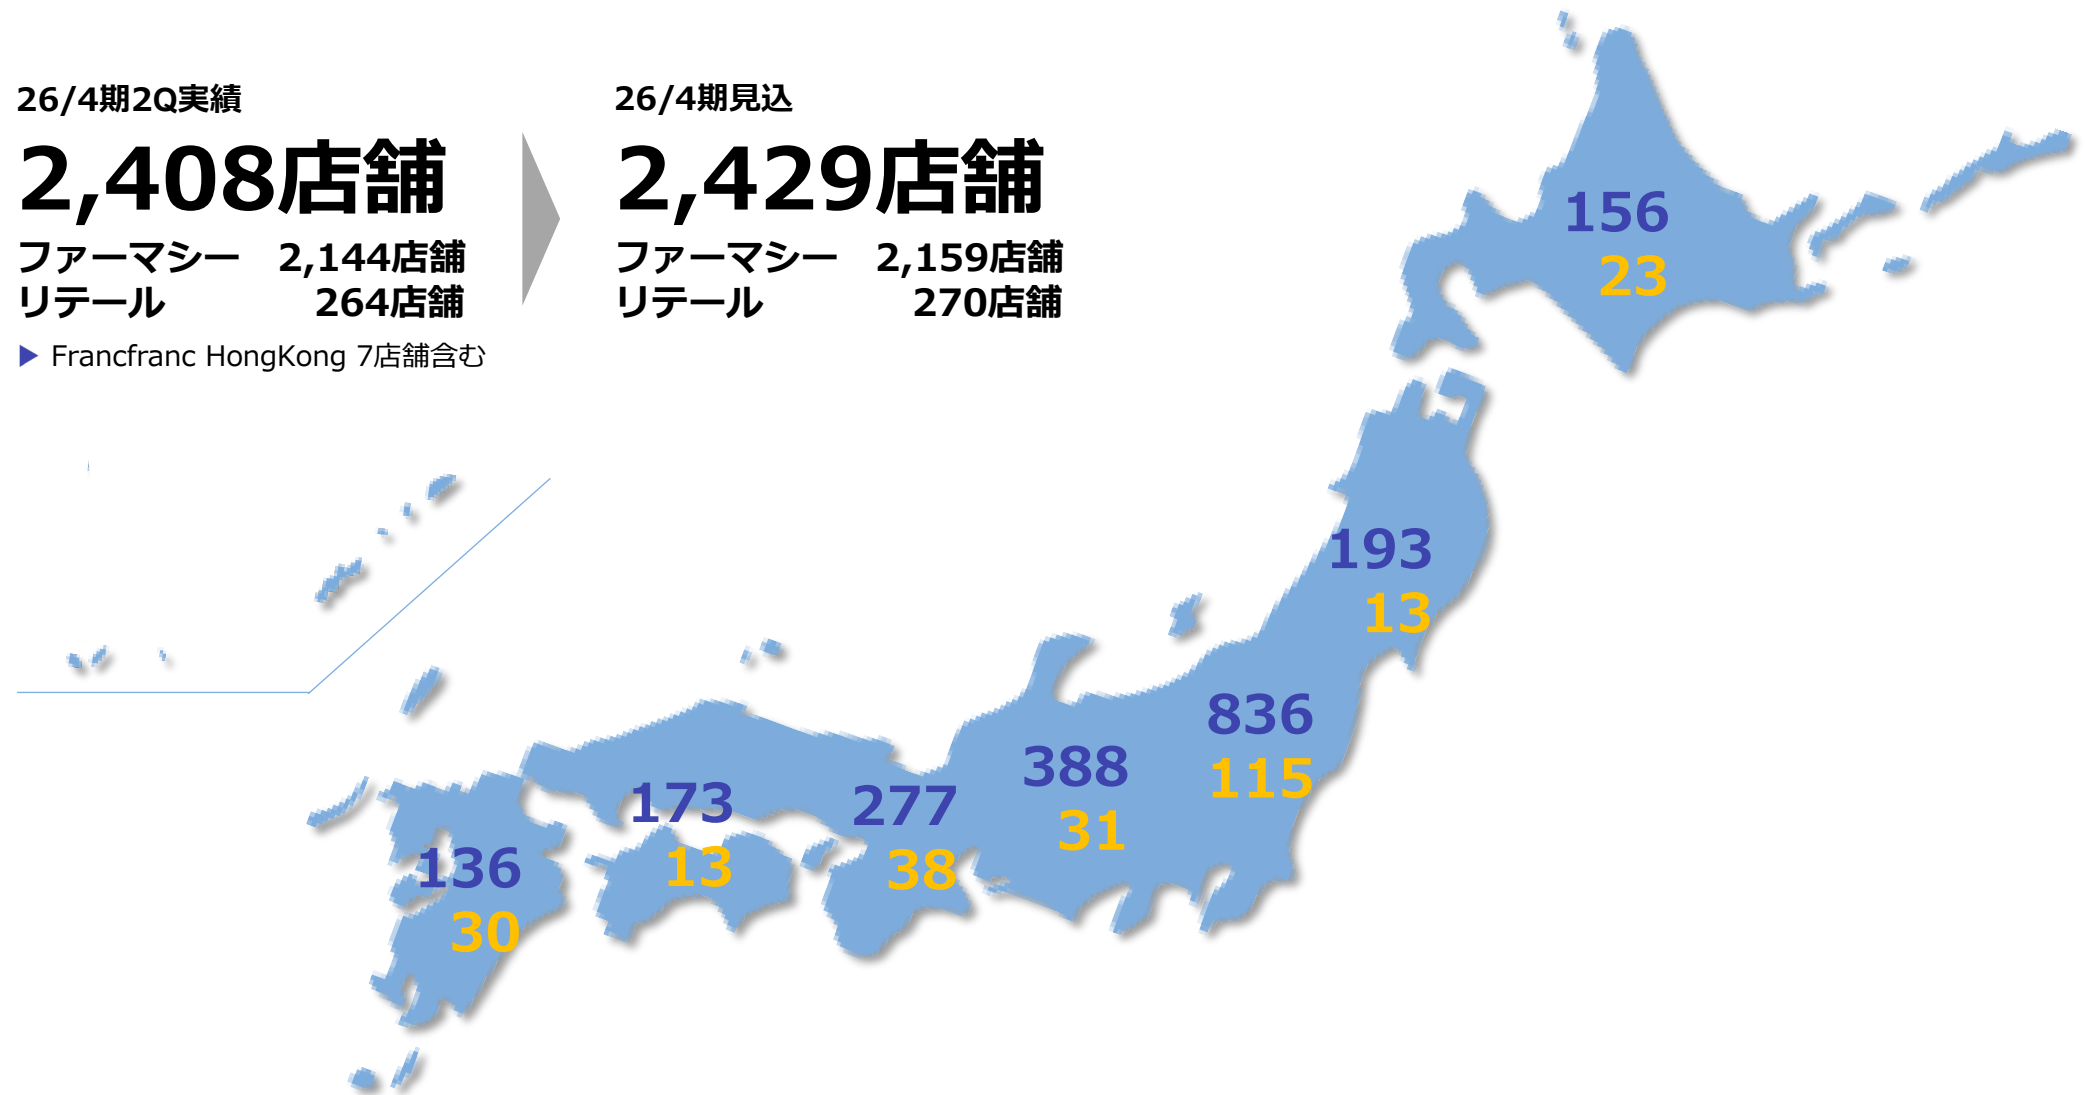 26/4期2Q実績
2,408店舗
ファーマシー 2,144店舗
リテール 264店舗
▶ Francfranc HongKong 7店舗含む
26/4期見込
2,429店舗
ファーマシー 2,159店舗
リテール 270店舗
156
23
193
13
836
115
388
31
277
38
173
13
136
30